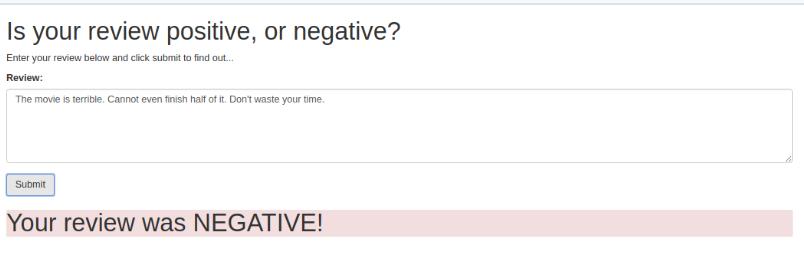 Is your review positive, or negative?
Enter your review below and click submit to find out...
Review:
The movie is terrible. Cannot even finish half of it. Don't waste your time.
Submit
Your review was NEGATIVE!